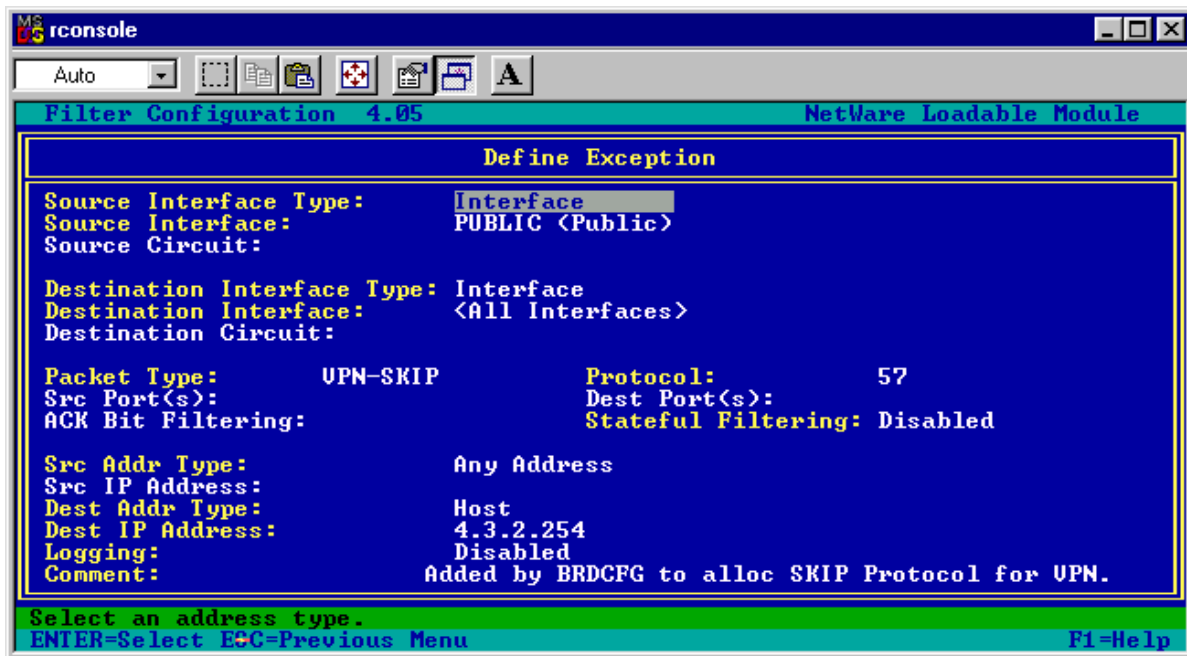 MS DOS rconsole
Auto A
Filter Configuration 4.05 NetWare Loadable Module
Define Exception
Source Interface Type: Interface
Source Interface: PUBLIC <Public>
Source Circuit:
Destination Interface Type: Interface
Destination Interface: <All Interfaces>
Destination Circuit:
Packet Type: VPN-SKIP Protocol: 57
Src Port<s>: Dest Port<s>:
ACK Bit Filtering: Stateful Filtering: Disabled
Src Addr Type: Any Address
Src IP Address:
Dest Addr Type: Host
Dest IP Address: 4.3.2.254
Logging: Disabled
Comment: Added by BRDCFG to alloc SKIP Protocol for VPN.
Select an address type.
ENTER=Select ESC=Previous Menu F1=Help